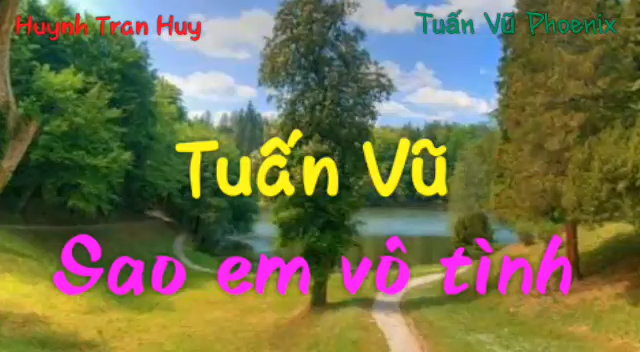 Huynh Tran Huy
Tuấn Vũ Phoenix
Tuấn Vũ
Sao em vô tình